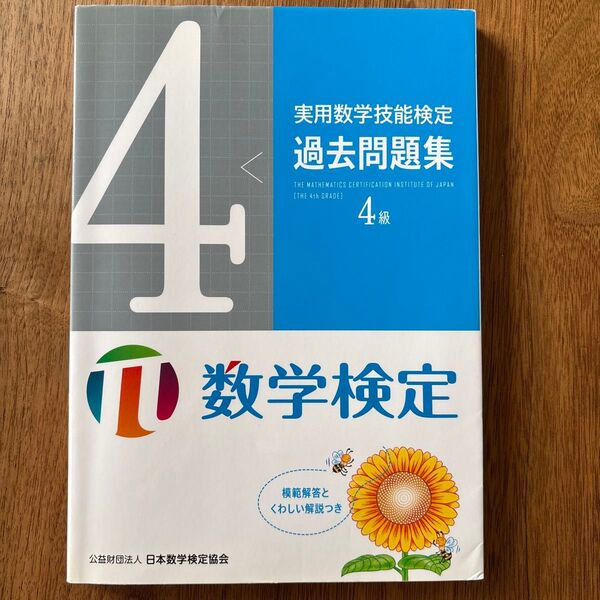 4
実用数学技能検定
過去問題集
THE MATHEMATICS CERTIFICATION INSTITUTE OF JAPAN
[THE 4th GRADE]
4級
数学検定
模範解答と
くわしい解説つき
公益財団法人 日本数学検定協会